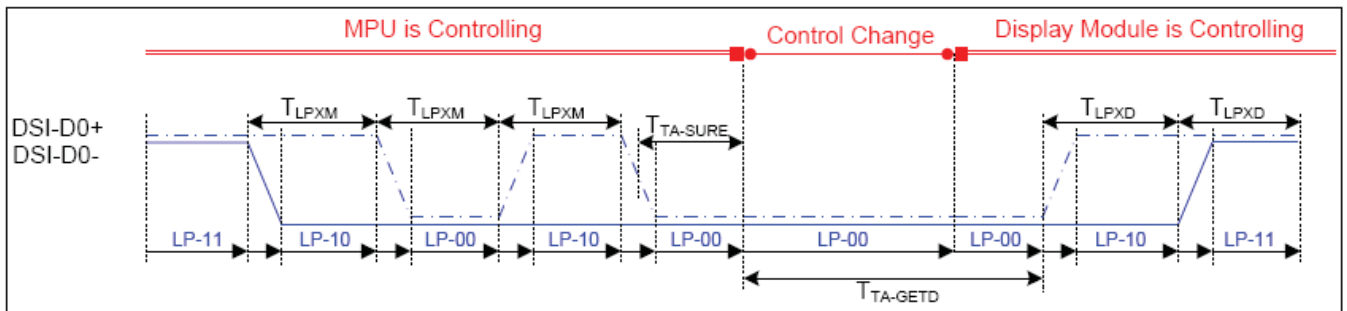 MPU is Controlling Control Change Display Module is Controlling
TLPXM TLPXM TLPXM TLPXD TLPXD
DSI-D0+ TTA-SURE
DSI-D0-
LP-11 LP-10 LP-00 LP-10 LP-00 LP-00 LP-00 LP-10 LP-11
TTA-GETD